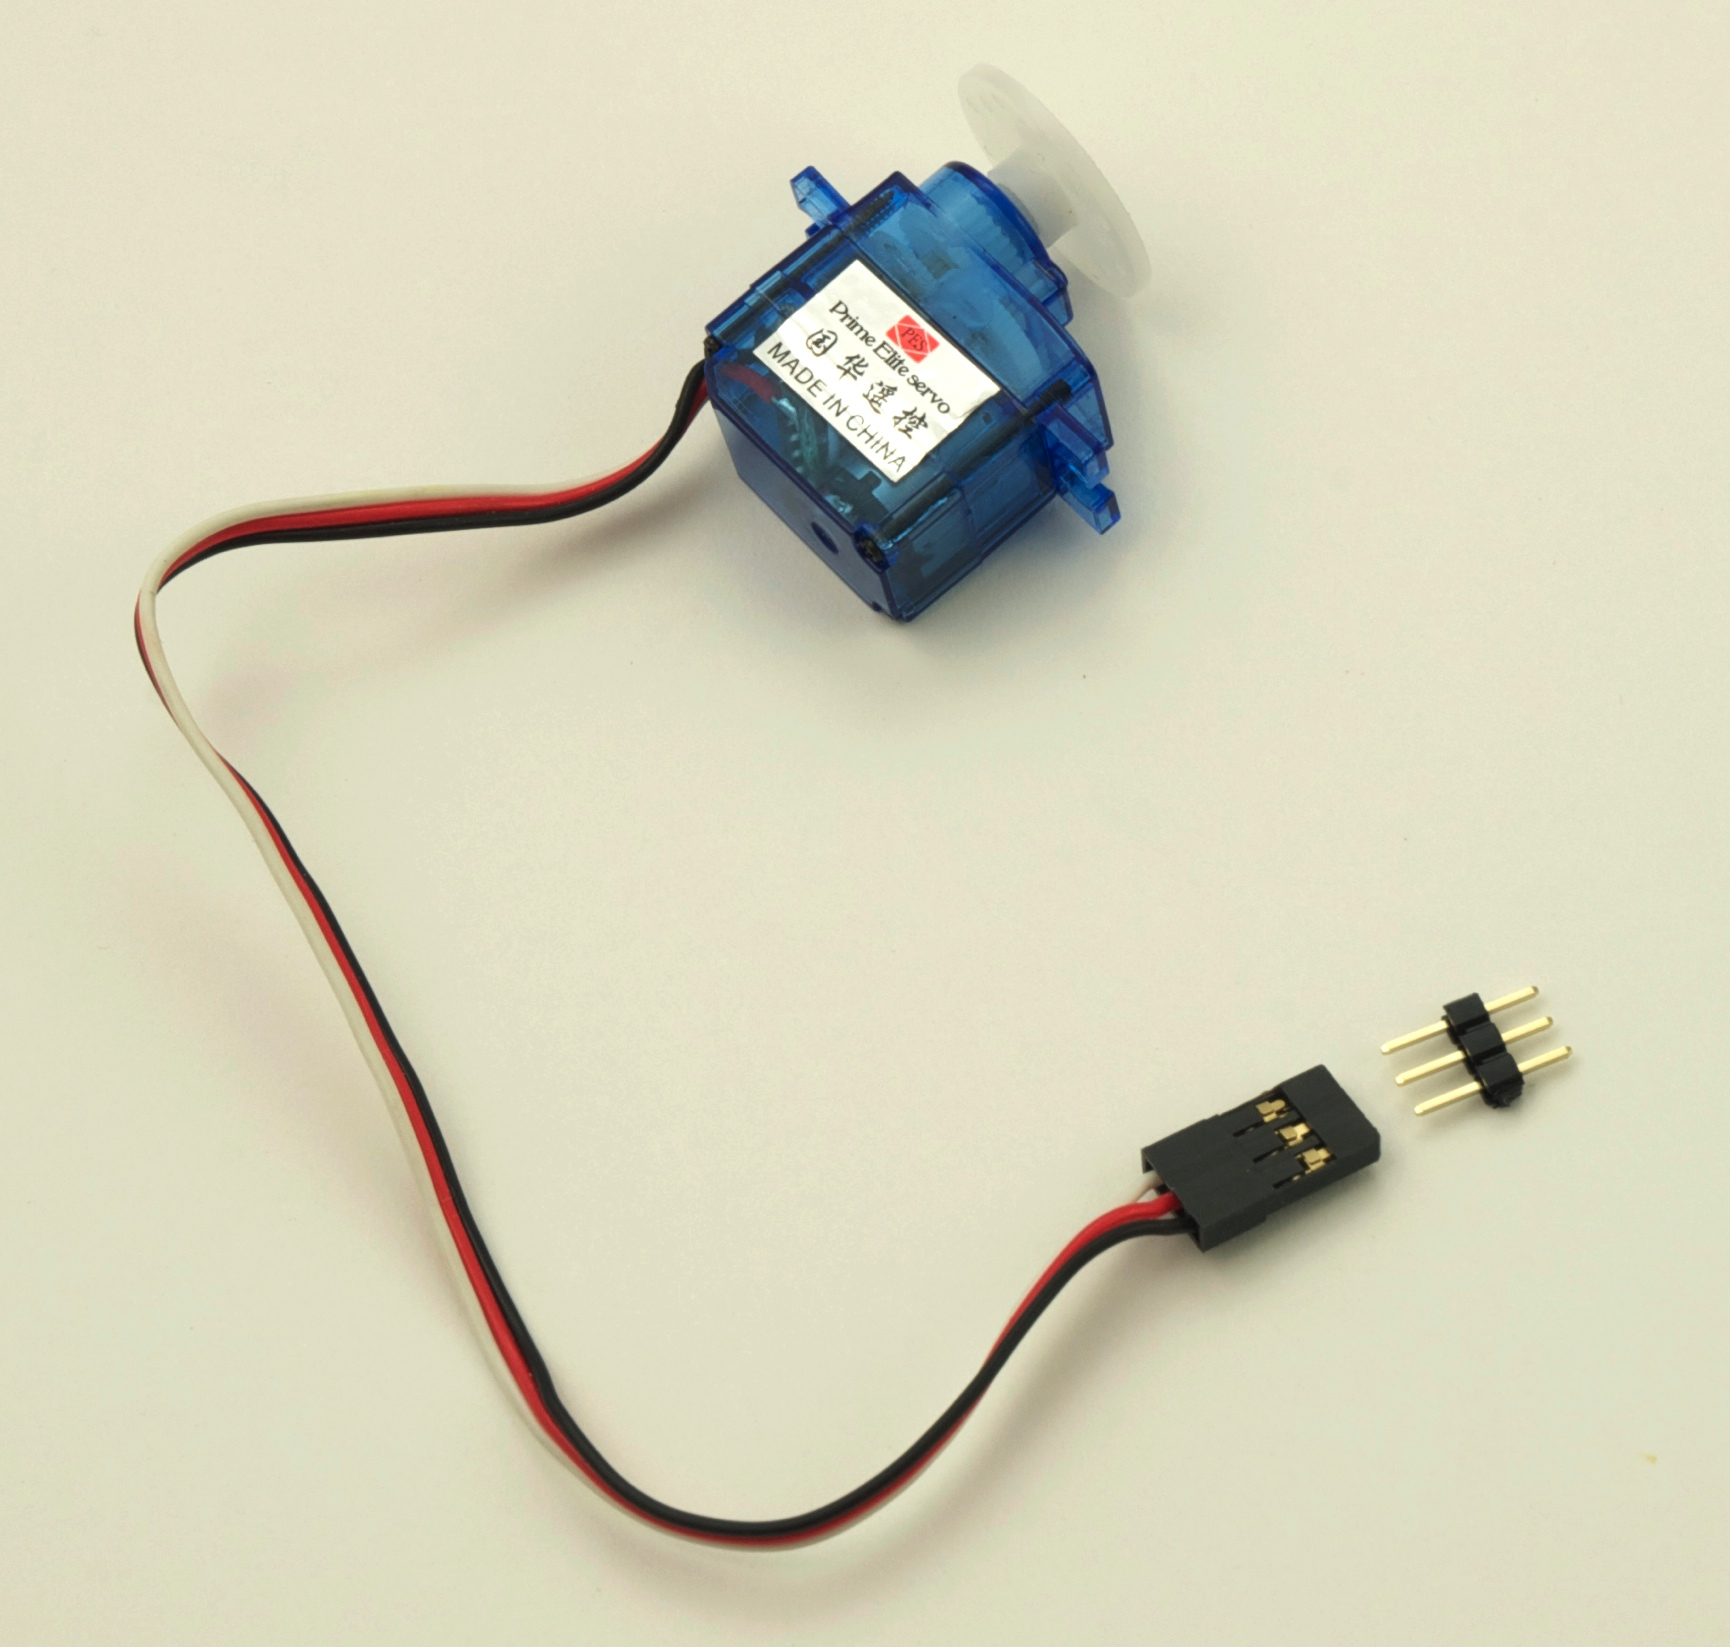 PES
Prime Elite servo
国华遥控
MADE IN CHINA